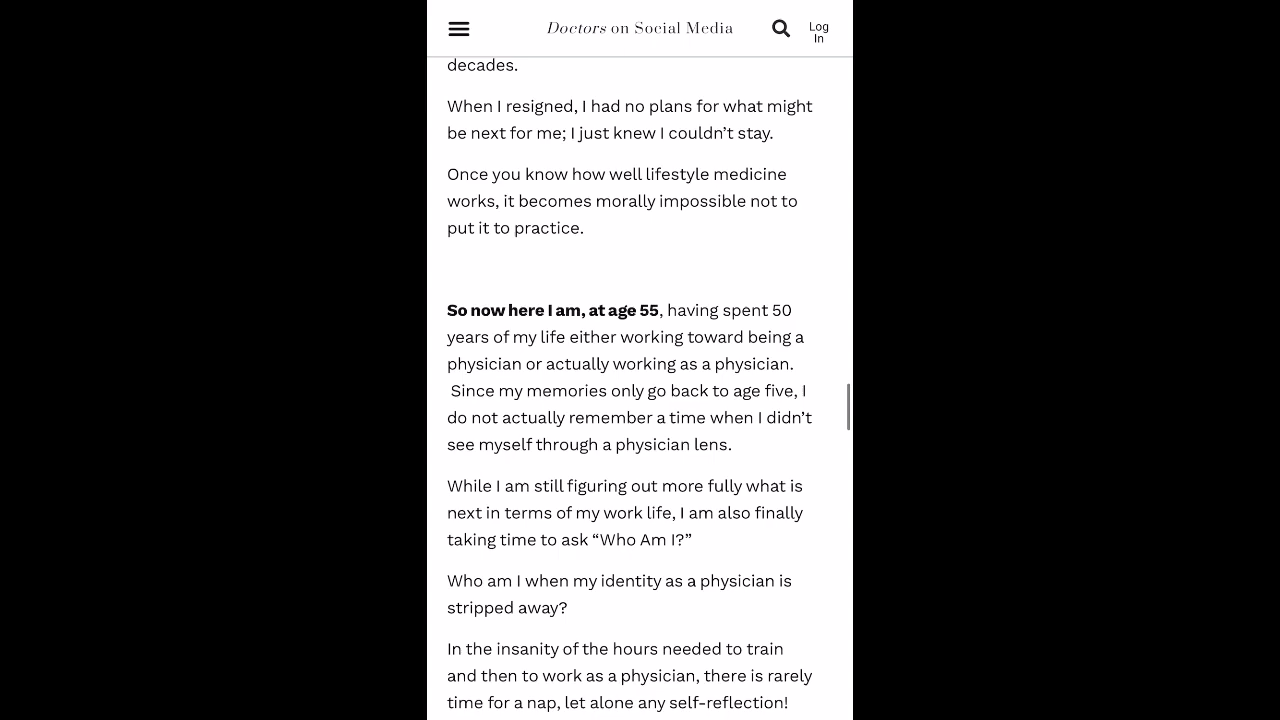 Doctors on Social Media
Log
In
decades.
When I resigned, I had no plans for what might
be next for me; I just knew I couldn’t stay.
Once you know how well lifestyle medicine
works, it becomes morally impossible not to
put it to practice.
So now here I am, at age 55, having spent 50
years of my life either working toward being a
physician or actually working as a physician.
Since my memories only go back to age five, I
do not actually remember a time when I didn’t
see myself through a physician lens.
While I am still figuring out more fully what is
next in terms of my work life, I am also finally
taking time to ask “Who Am I?”
Who am I when my identity as a physician is
stripped away?
In the insanity of the hours needed to train
and then to work as a physician, there is rarely
time for a nap, let alone any self-reflection!